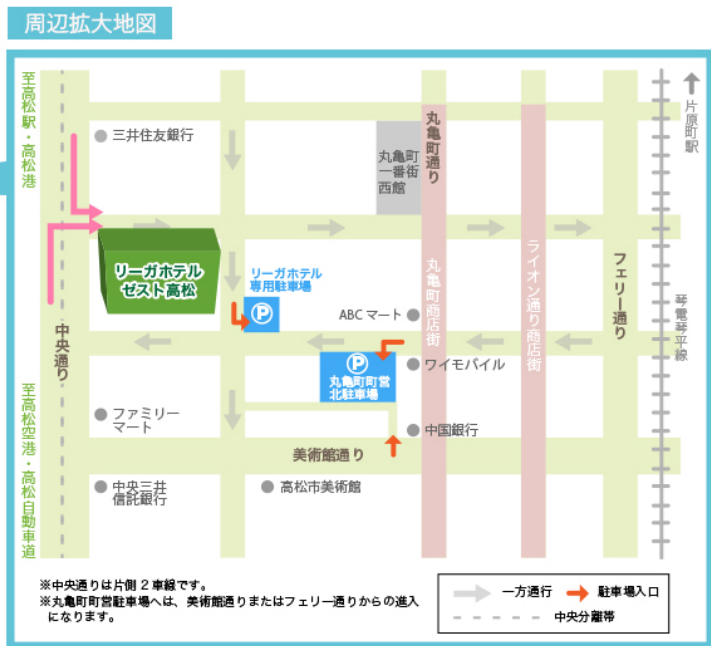 周辺拡大地図
至高松駅・高松港
片原町駅
三井住友銀行
丸亀町
一番街
西館
丸亀町通り
リーガホテル
ゼスト高松
リーガホテル
専用駐車場
P
ABCマート
丸亀町商店街
ライオン通り商店街
フェリー通り
琴電琴平線
中央通り
P
丸亀町町営
北駐車場
ワイモバイル
至高松空港・高松自動車道
ファミリー
マート
中国銀行
美術館通り
中央三井
信託銀行
高松市美術館
※中央通りは片側2車線です。
※丸亀町町営駐車場へは、美術館通りまたはフェリー通りからの進入
になります。
一方通行
駐車場入口
中央分離帯